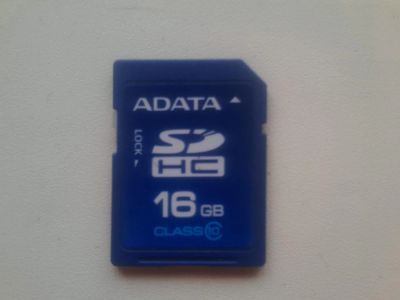 ADATA
LOCK
SD
HC
16 GB
CLASS 10